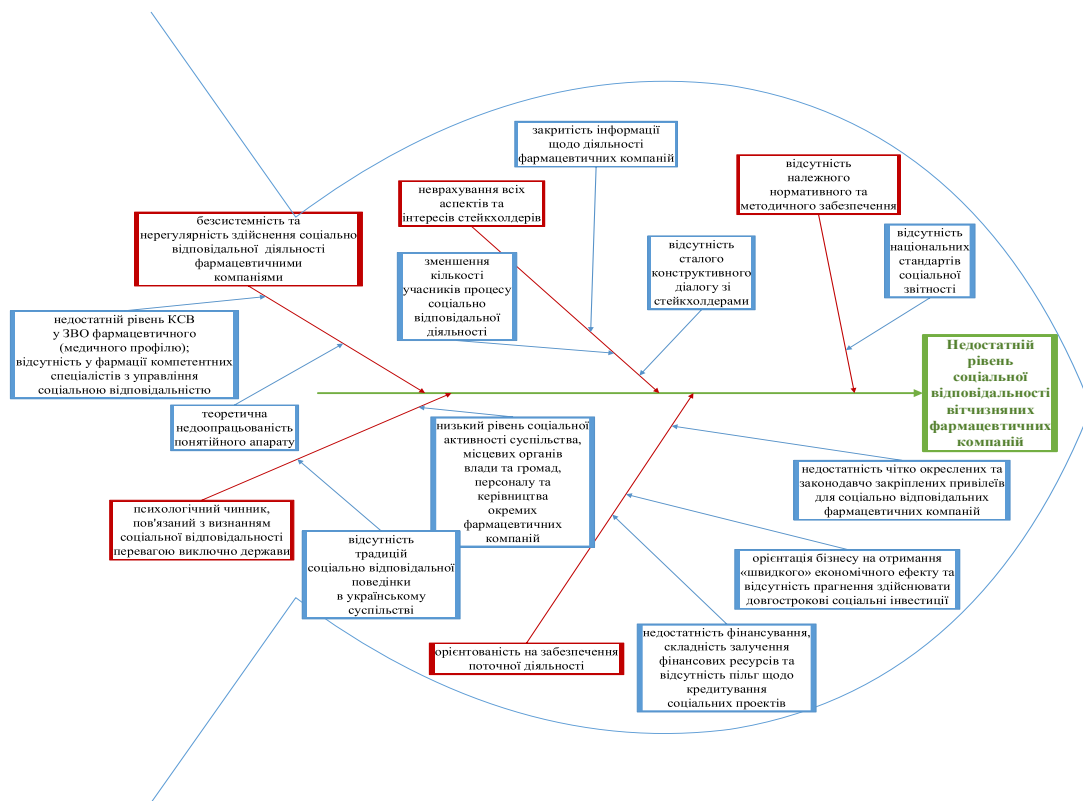 закритість інформації
щодо діяльності
фармацевтичних компаній
відсутність
належного
нормативного та
методичного забезпечення
неврахування всіх
аспектів та
інтересів стейкхолдерів
безсистемність та
нерегулярність здійснення соціально
відповідальної діяльності
фармацевтичними
компаніями
відсутність
національних
стандартів
соціальної
звітності
відсутність
сталого
конструктивного
діалогу зі
стейкхолдерами
зменшення
кількості
учасників процесу
соціально
відповідальної
діяльності
недостатній рівень КСВ
у ЗВО фармацевтичного
(медичного профілю);
відсутність у фармації компетентних
спеціалістів з управління
соціальною відповідальністю
Недостатній
рівень
соціальної
відповідальності
вітчизняних
фармацевтичних
компаній
теоретична
недоопрацьованість
понятійного апарату
низький рівень соціальної
активності суспільства,
місцевих органів
влади та громад,
персоналу та
керівництва
окремих
фармацевтичних
компаній
недостатність чітко окреслених та
законодавчо закріплених привілеїв
для соціально відповідальних
фармацевтичних компаній
психологічний чинник,
пов'язаний з визнанням
соціальної відповідальності
перевагою виключно держави
відсутність
традицій
соціально відповідальної
поведінки
в українському
суспільстві
орієнтація бізнесу на отримання
«швидкого» економічного ефекту та
відсутність прагнення здійснювати
довгострокові соціальні інвестиції
орієнтованість на забезпечення
поточної діяльності
недостатність фінансування,
складність залучення
фінансових ресурсів та
відсутність пільг щодо
кредитування
соціальних проектів